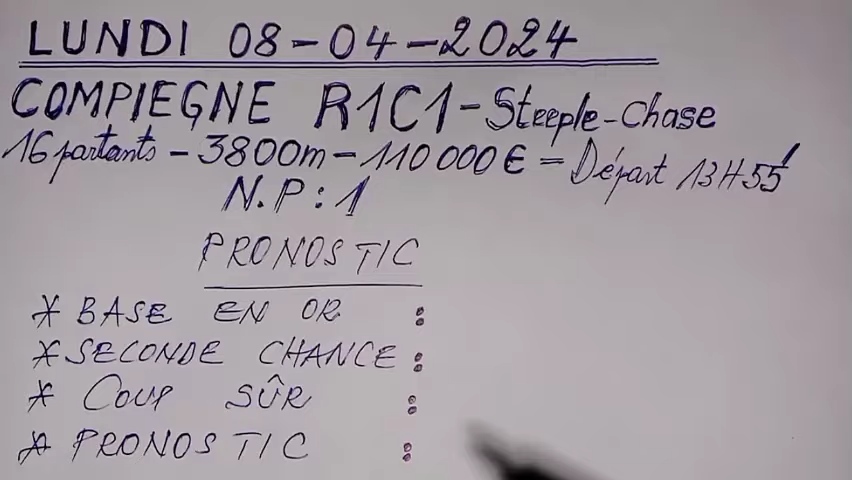 LUNDI 08-04-2024
COMPIEGNE R1C1-Steeple-Chase
16 partants - 3800m - 110 000€ = Départ 13H55'
N.P: 1
PRONOSTIC
* BASE EN OR :
* SECONDE CHANCE :
* COUP SÛR :
* PRONOSTIC :